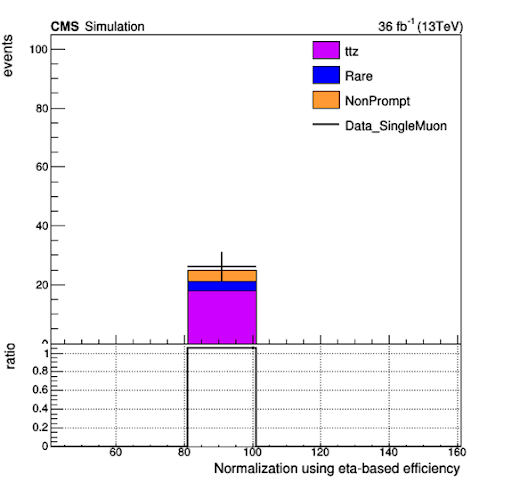 CMS Simulation 36 fb-1 (13TeV)
events
100
80
60
40
20
ttz
Rare
NonPrompt
Data_SingleMuon
ratio
1
0.8
0.6
0.4
0.2
0
60 80 100 120 140 160
Normalization using eta-based efficiency